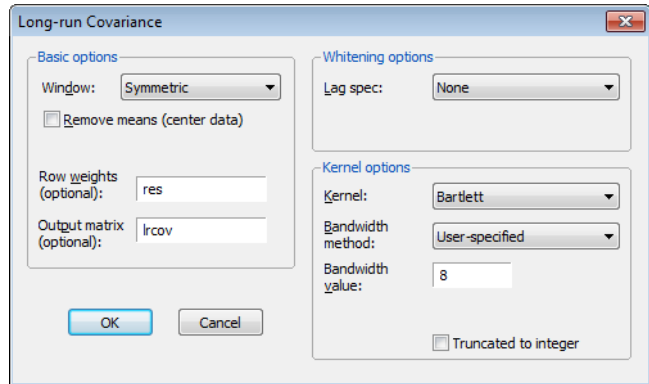 Long-run Covariance
Basic options
Window: Symmetric
Remove means (center data)
Row weights
(optional): res
Output matrix
(optional): lrcov
OK Cancel
Whitening options
Lag spec: None
Kernel options
Kernel: Bartlett
Bandwidth
method: User-specified
Bandwidth
value: 8
Truncated to integer